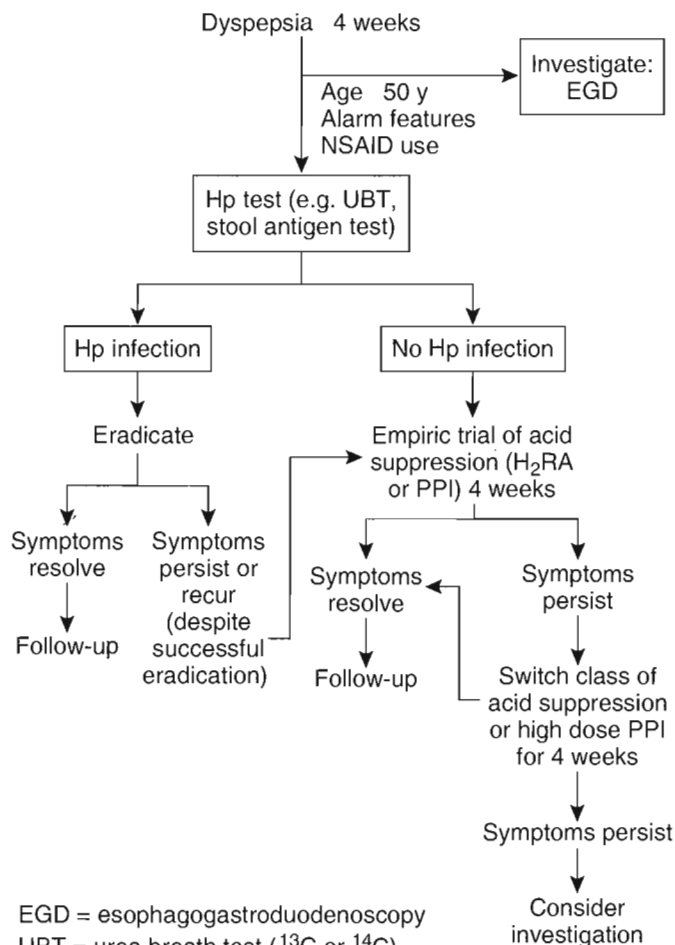 Dyspepsia 4 weeks
Investigate:
EGD
Age 50 y
Alarm features
NSAID use
Hp test (e.g. UBT,
stool antigen test)
Hp infection
No Hp infection
Eradicate
Empiric trial of acid
suppression (H₂RA
or PPI) 4 weeks
Symptoms
resolve
Symptoms
persist or
recur
(despite
successful
eradication)
Follow-up
Symptoms
resolve
Follow-up
Symptoms
persist
Switch class of
acid suppression
or high dose PPI
for 4 weeks
Symptoms persist
Consider
investigation
EGD = esophagogastroduodenoscopy
UBT = urea breath test (¹³C or ¹⁴C)